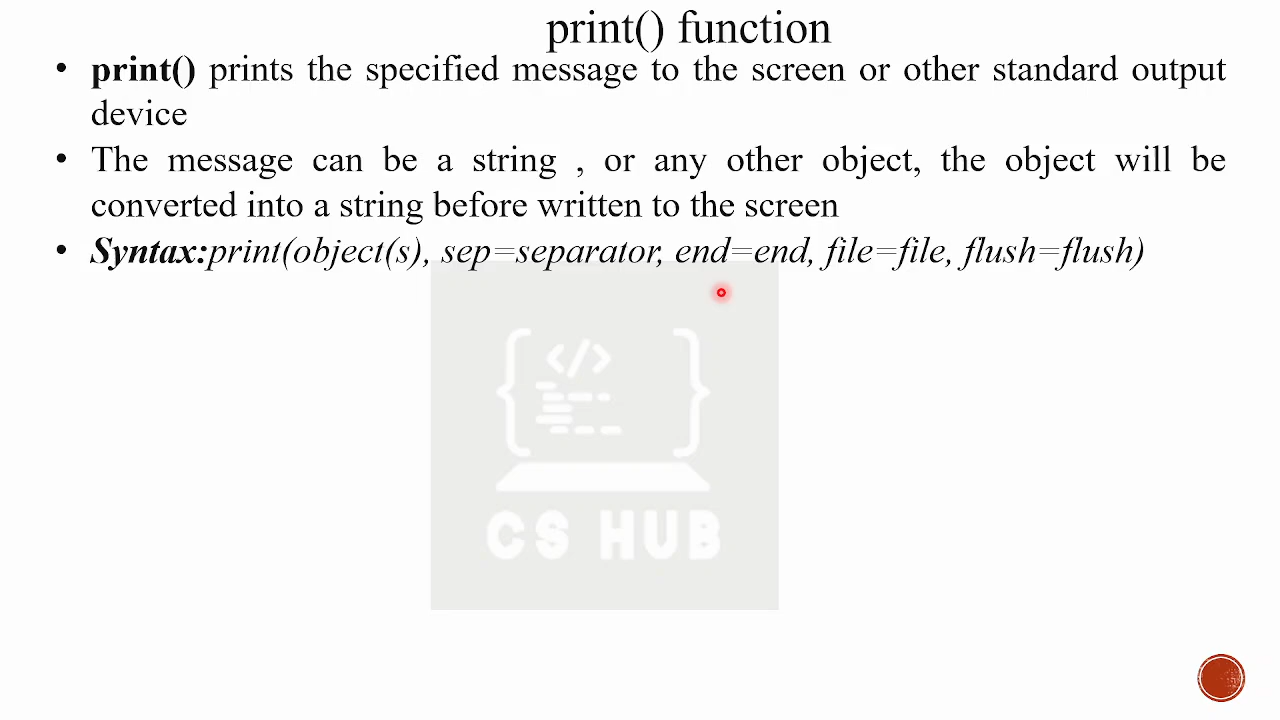 print() function
• print() prints the specified message to the screen or other standard output
device
• The message can be a string , or any other object, the object will be
converted into a string before written to the screen
• Syntax:print(object(s), sep=separator, end=end, file=file, flush=flush)
</>
CS HUB